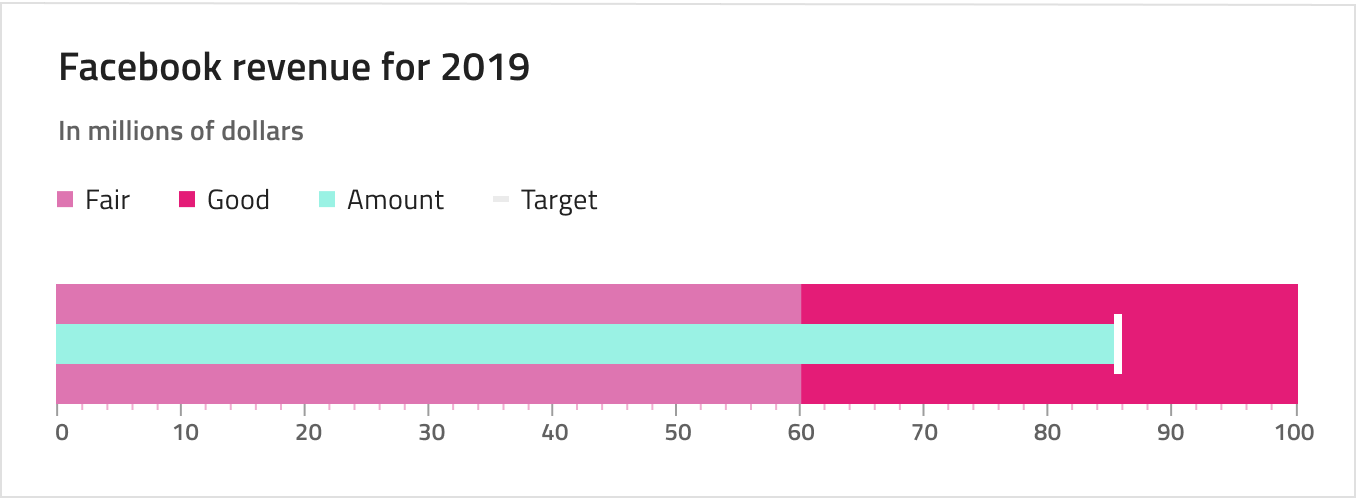 Facebook revenue for 2019
In millions of dollars
Fair Good Amount Target
0 10 20 30 40 50 60 70 80 90 100